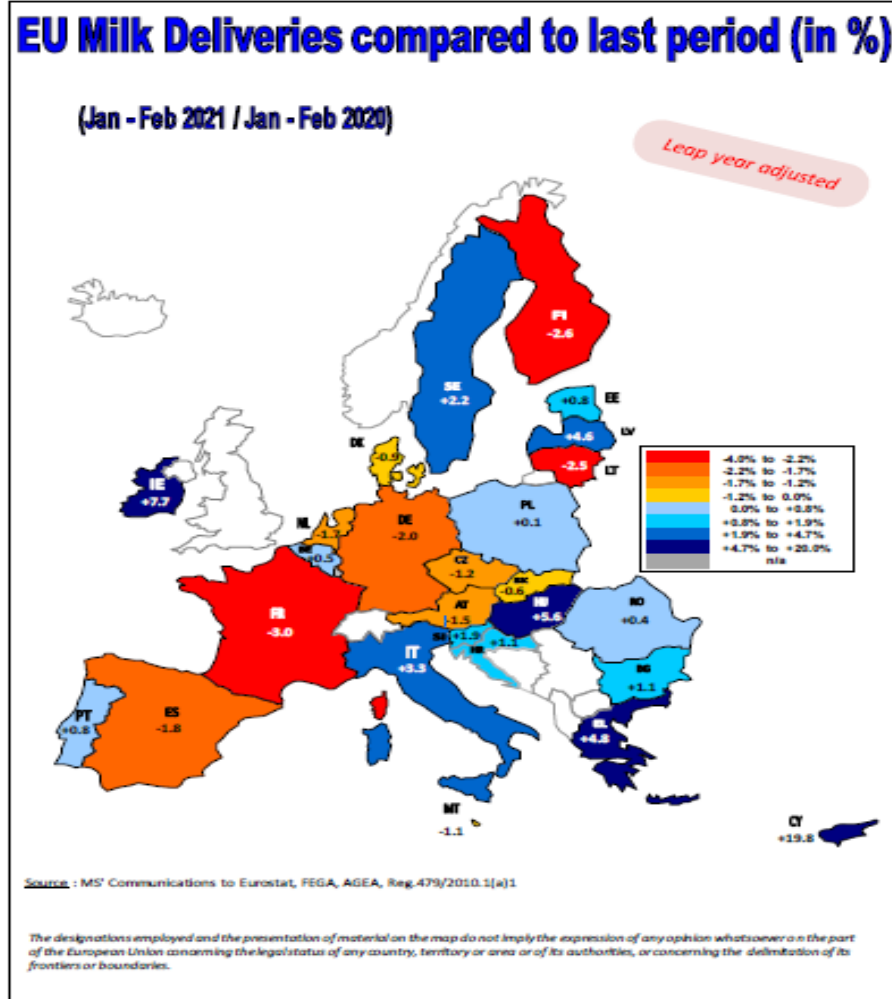 EU Milk Deliveries compared to last period (in %)
(Jan - Feb 2021 / Jan - Feb 2020)
Leap year adjusted
FI
-2.6
SE
+2.2
+0.8 EE
+4.6 LV
-2.5 LT
DK
-0.9
IE
+7.7
NL
PL
+0.1
DE
-2.0
+0.5
CZ
-1.2
-0.6
AT
-1.5
HU
+5.6
RO
+0.4
FR
-3.0
+1.9
+1.1
HR
IT
+3.3
BG
+1.1
PT
+0.8
ES
-1.8
EL
+4.8
MT
-1.1
CY
+19.8
-4.0% to -2.2%
-2.2% to -1.7%
-1.7% to -1.2%
-1.2% to 0.0%
0.0% to +0.8%
+0.8% to +1.9%
+1.9% to +4.7%
+4.7% to +20.0%
n/a
Source : MS' Communications to Eurostat, FEGA, AGEA, Reg.479/2010.1(a)1
The designations employed and the presentation of material on the map do not imply the expression of any opinion whatsoever on the part
of the European Union concerning the legal status of any country, territory or area or of its authorities, or concerning the delimitation of its
frontiers or boundaries.